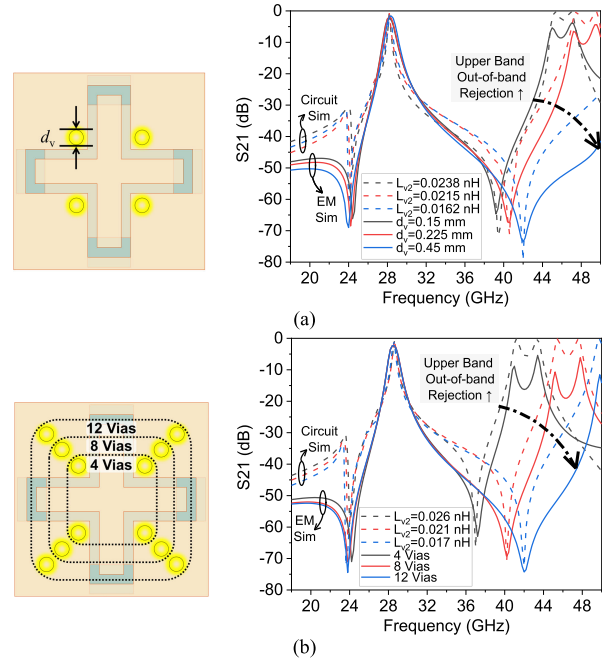 d_v
S21 (dB)
0
-10
-20
-30
-40
-50
-60
-70
-80
Upper Band
Out-of-band
Rejection ↑
Circuit
Sim
EM
Sim
L_v2=0.0238 nH
L_v2=0.0215 nH
L_v2=0.0162 nH
d_v=0.15 mm
d_v=0.225 mm
d_v=0.45 mm
20 24 28 32 36 40 44 48
Frequency (GHz)
(a)
12 Vias
8 Vias
4 Vias
S21 (dB)
0
-10
-20
-30
-40
-50
-60
-70
-80
Upper Band
Out-of-band
Rejection ↑
Circuit
Sim
EM
Sim
L_v2=0.026 nH
L_v2=0.021 nH
L_v2=0.017 nH
4 Vias
8 Vias
12 Vias
20 24 28 32 36 40 44 48
Frequency (GHz)
(b)